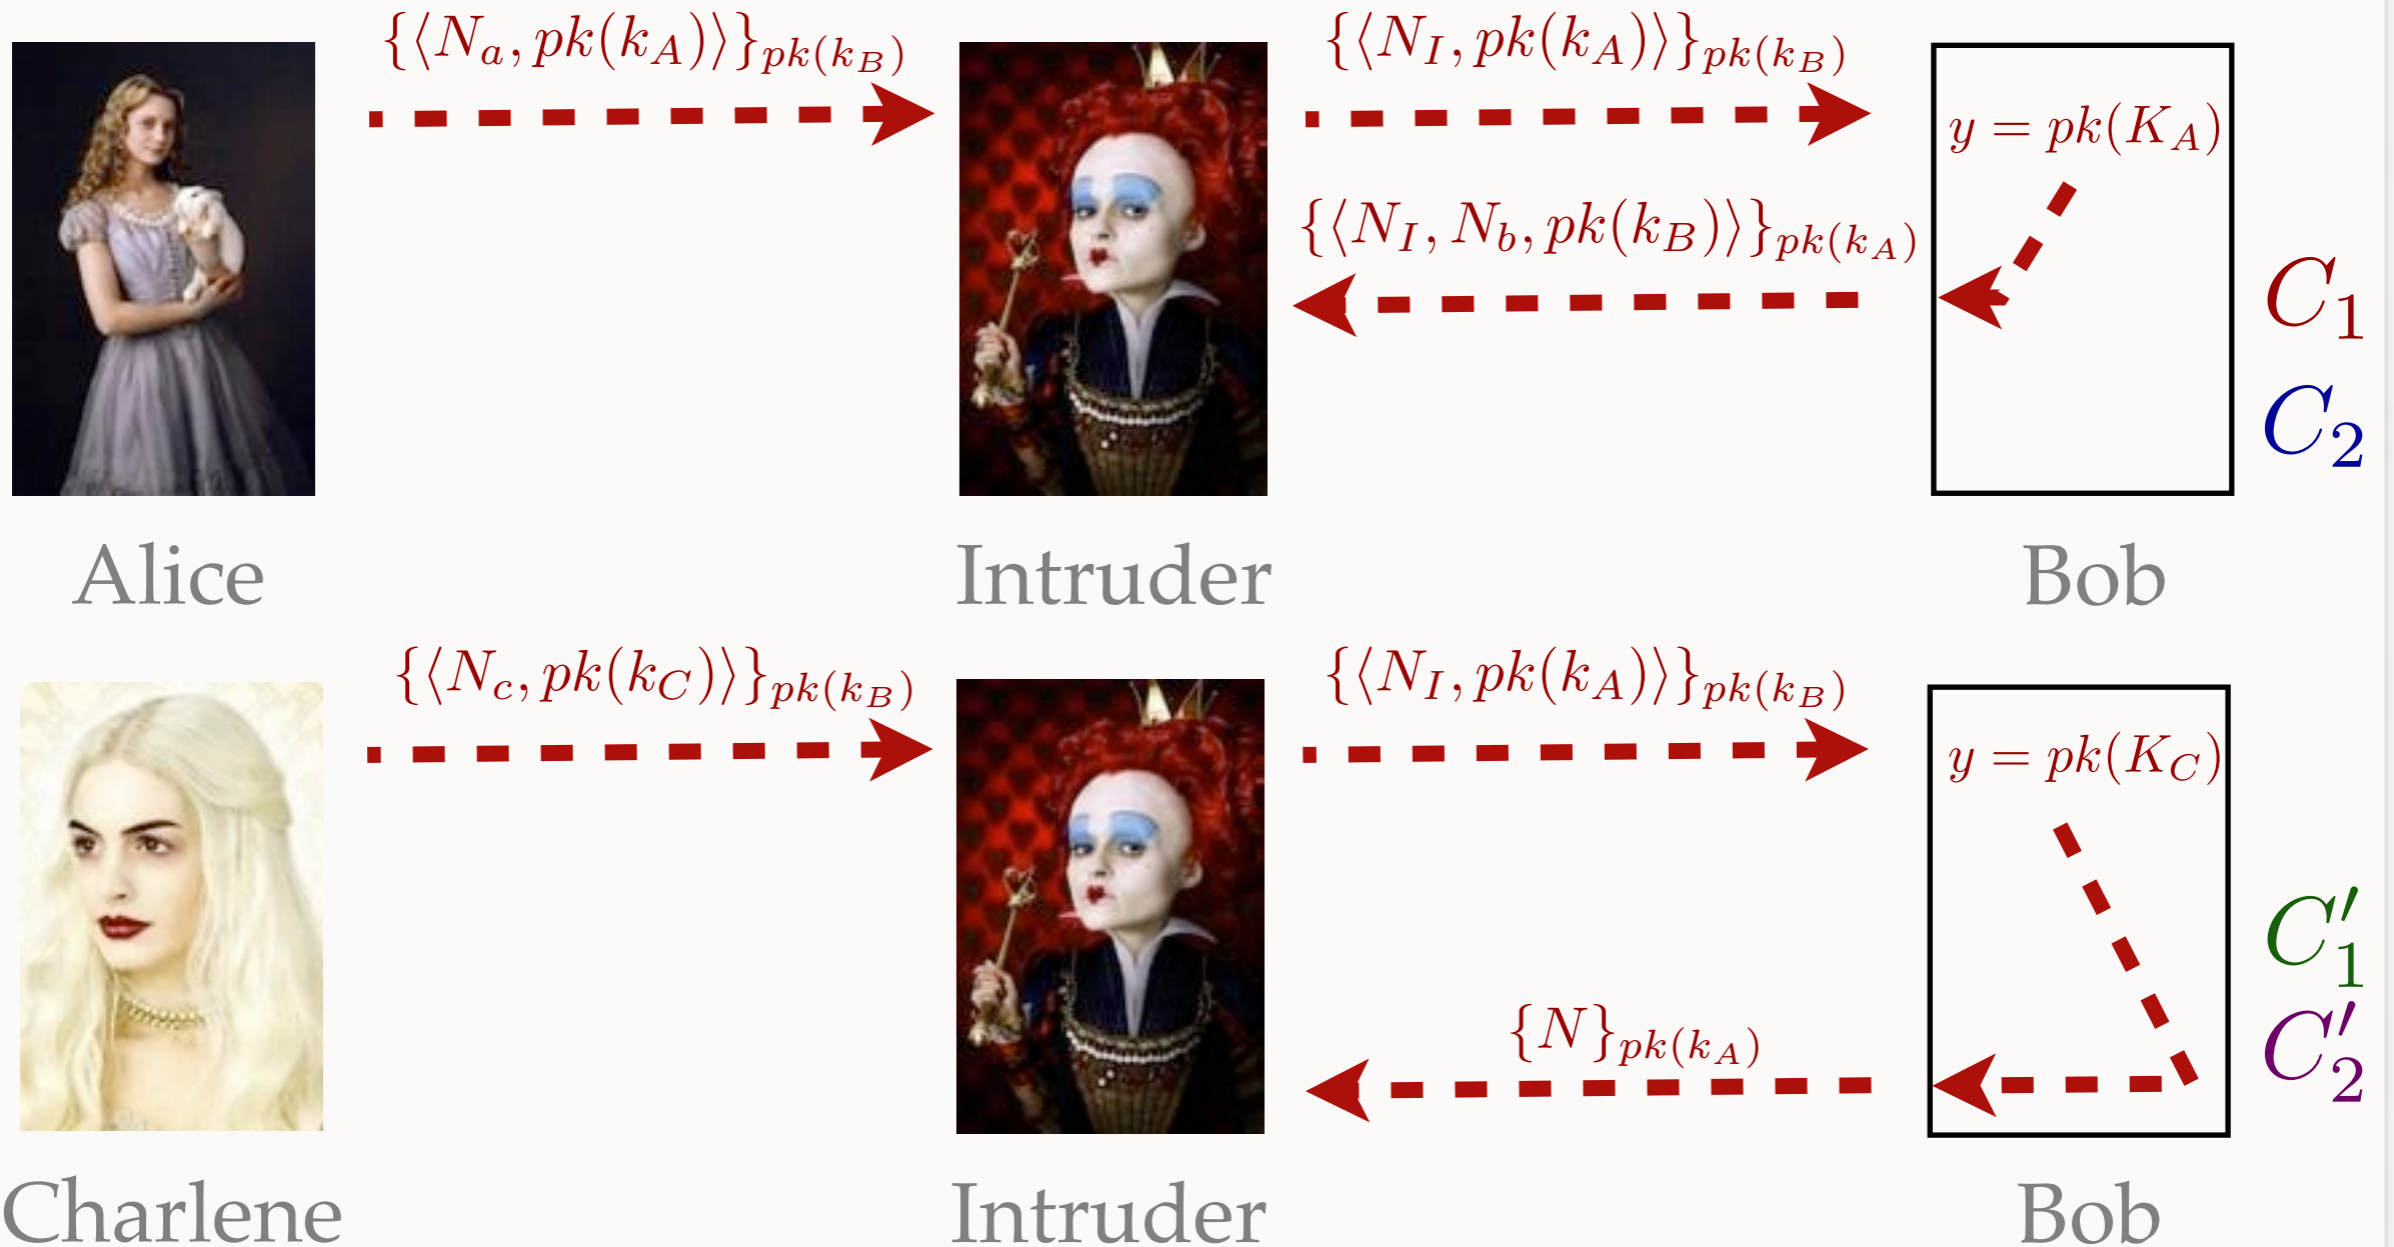 {⟨N_a, pk(k_A)⟩}_{pk(k_B)}
{⟨N_I, pk(k_A)⟩}_{pk(k_B)}
y = pk(K_A)
{⟨N_I, N_b, pk(k_B)⟩}_{pk(k_A)}
C_1
C_2
Alice
Intruder
Bob
{⟨N_c, pk(k_C)⟩}_{pk(k_B)}
{⟨N_I, pk(k_A)⟩}_{pk(k_B)}
y = pk(K_C)
{N}_{pk(k_A)}
C'_1
C'_2
Charlene
Intruder
Bob